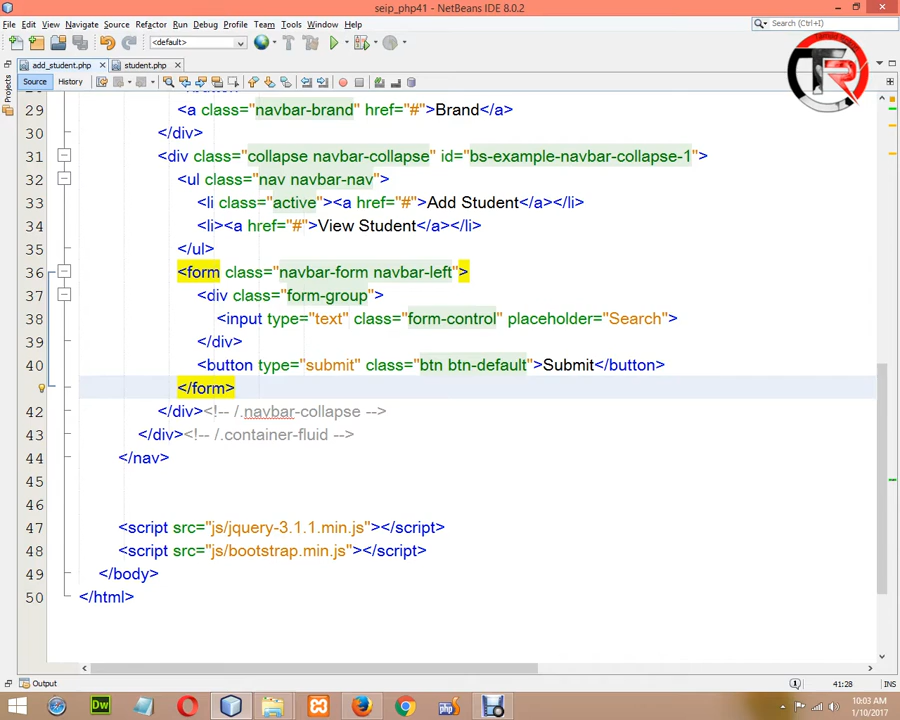 seip_php41 - NetBeans IDE 8.0.2
File Edit View Navigate Source Refactor Run Debug Profile Team Tools Window Help
Search (Ctrl+I)
<default>
add_student.php student.php
Source History
Projects
TR
29 <a class="navbar-brand" href="#">Brand</a>
30 </div>
31 <div class="collapse navbar-collapse" id="bs-example-navbar-collapse-1">
32 <ul class="nav navbar-nav">
33 <li class="active"><a href="#">Add Student</a></li>
34 <li><a href="#">View Student</a></li>
35 </ul>
36 <form class="navbar-form navbar-left">
37 <div class="form-group">
38 <input type="text" class="form-control" placeholder="Search">
39 </div>
40 <button type="submit" class="btn btn-default">Submit</button>
</form>
42 </div><!-- /.navbar-collapse -->
43 </div><!-- /.container-fluid -->
44 </nav>
45
46
47 <script src="js/jquery-3.1.1.min.js"></script>
48 <script src="js/bootstrap.min.js"></script>
49 </body>
50 </html>
Output
41:28 INS
Dw
10:03 AM
1/10/2017